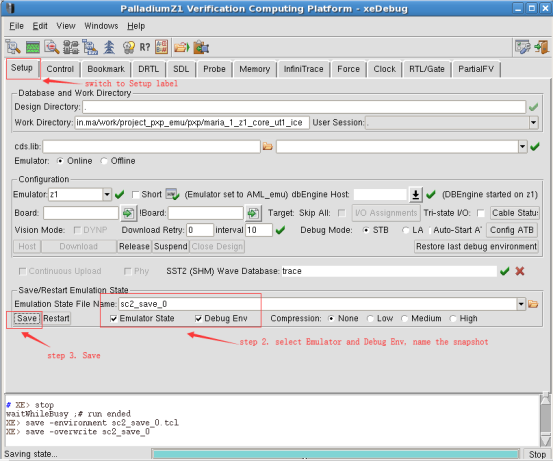 PalladiumZ1 Verification Computing Platform - xeDebug
File Edit View Windows Help
R?
Setup Control Bookmark DRTL SDL Probe Memory InfiniTrace Force Clock RTL/Gate PartialFV
switch to Setup label
Database and Work Directory
Design Directory: .
Work Directory: in.ma/work/project_pxp_emu/pxp/maria_1_z1_core_ut1_ice User Session: .
cds.lib:
Emulator: Online Offline
Configuration
Emulator: z1 Short (Emulator set to AML_emu) dbEngine Host: (DBEngine started on z1)
Board: !Board: Target: Skip All: I/O Assignments Tri-state I/O: Cable Statu:
Vision Mode: DYNP Download Retry: 0 interval 10 Debug Mode: STB LA Auto-Start A" Config ATB
Host Download Release Suspend Close Design Restore last debug environment
Continuous Upload Phy SST2 (SHM) Wave Database: trace
Save/Restart Emulation State
Emulation State File Name: sc2_save_0
Save Restart Emulator State Debug Env Compression: None Low Medium High
step 2. select Emulator and Debug Env, name the snapshot
step 3. Save
# XE> stop
waitWhileBusy ;# run ended
XE> save -environment sc2_save_0.tcl
XE> save -overwrite sc2_save_0
Saving state... Stop